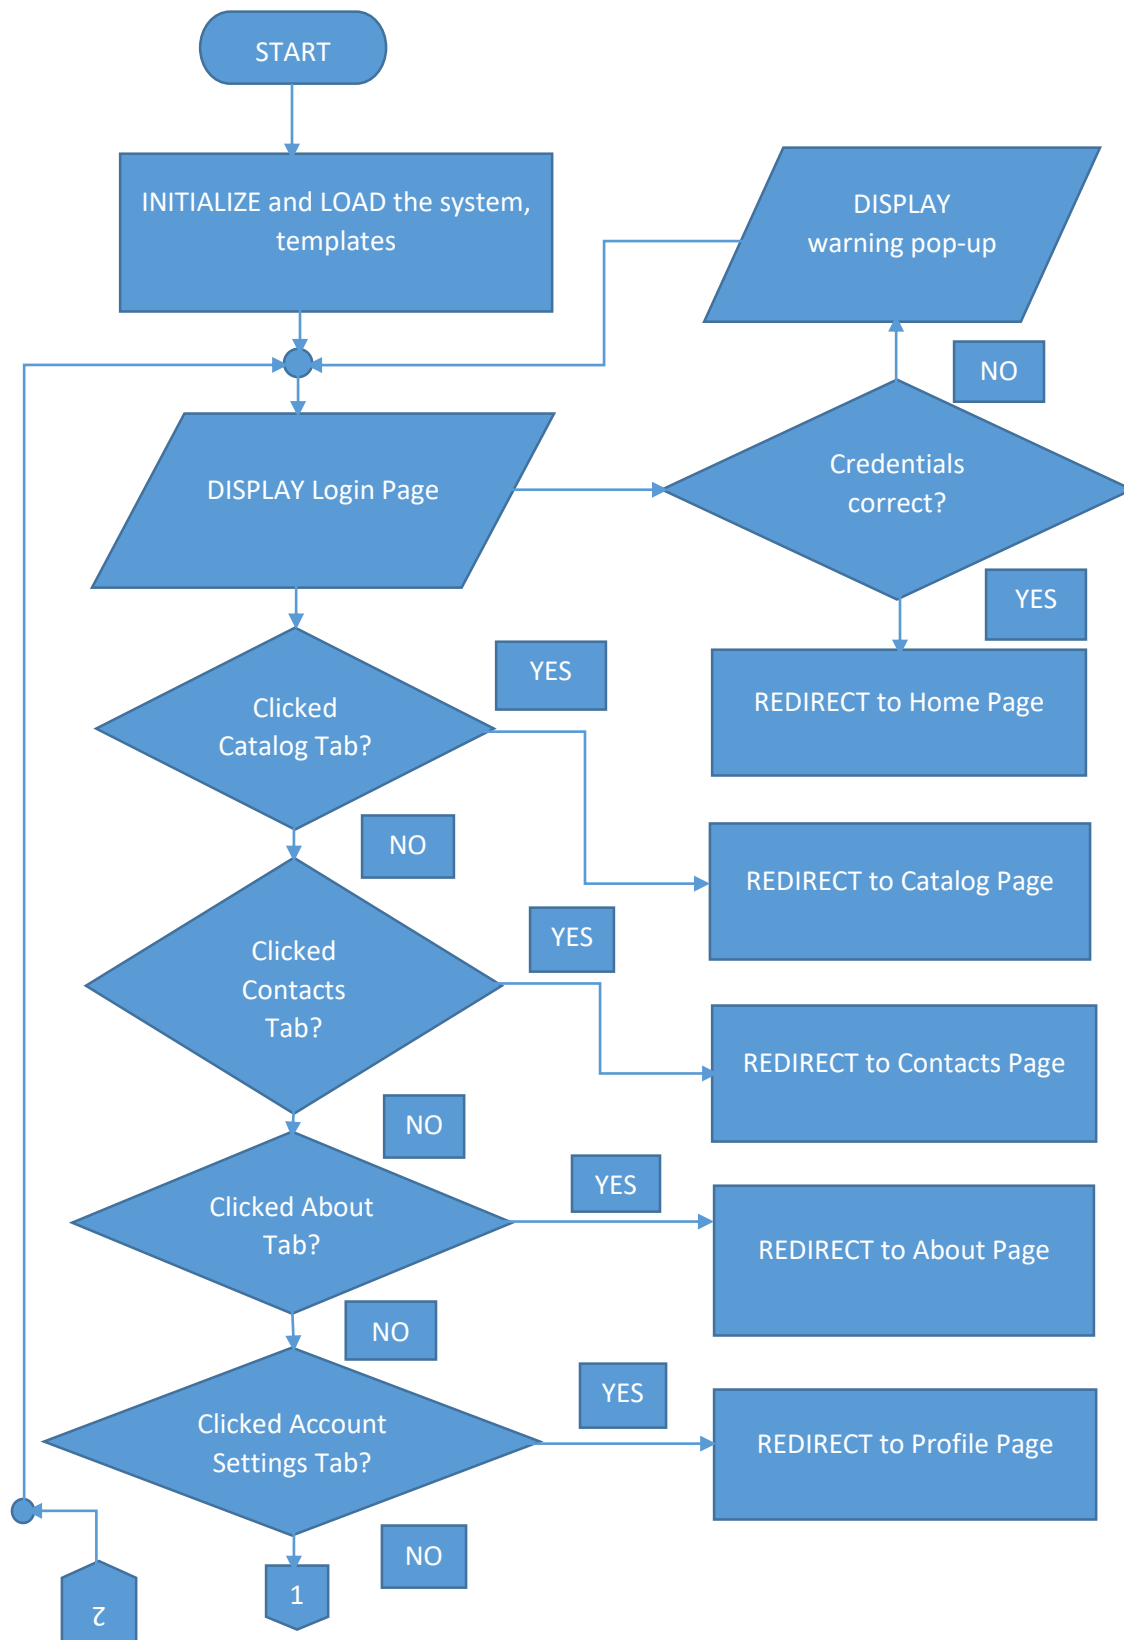 START
INITIALIZE and LOAD the system,
templates
DISPLAY
warning pop-up
NO
Credentials
correct?
DISPLAY Login Page
YES
REDIRECT to Home Page
Clicked
Catalog Tab?
YES
NO
REDIRECT to Catalog Page
Clicked
Contacts
Tab?
YES
REDIRECT to Contacts Page
NO
Clicked About
Tab?
YES
REDIRECT to About Page
NO
Clicked Account
Settings Tab?
YES
REDIRECT to Profile Page
NO
1
2